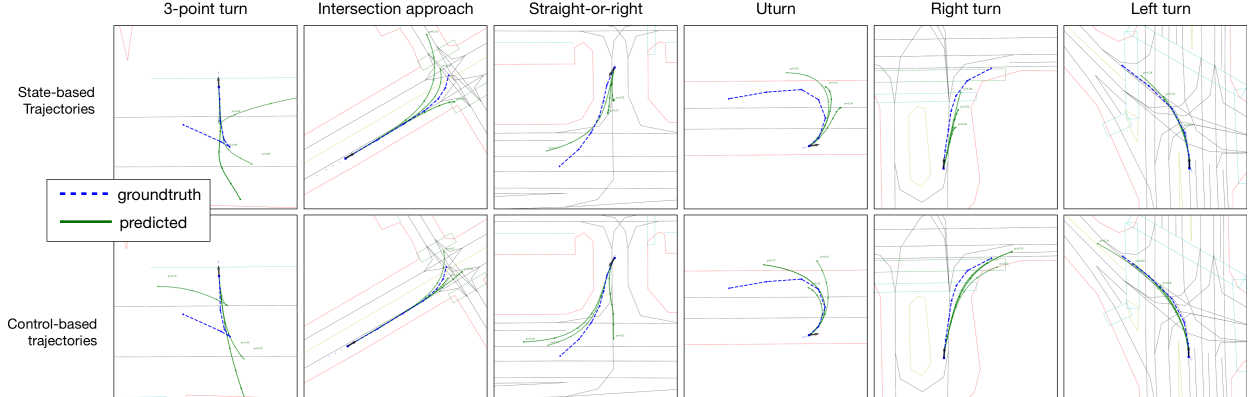 3-point turn
Intersection approach
Straight-or-right
Uturn
Right turn
Left turn
State-based
Trajectories
groundtruth
predicted
Control-based
trajectories